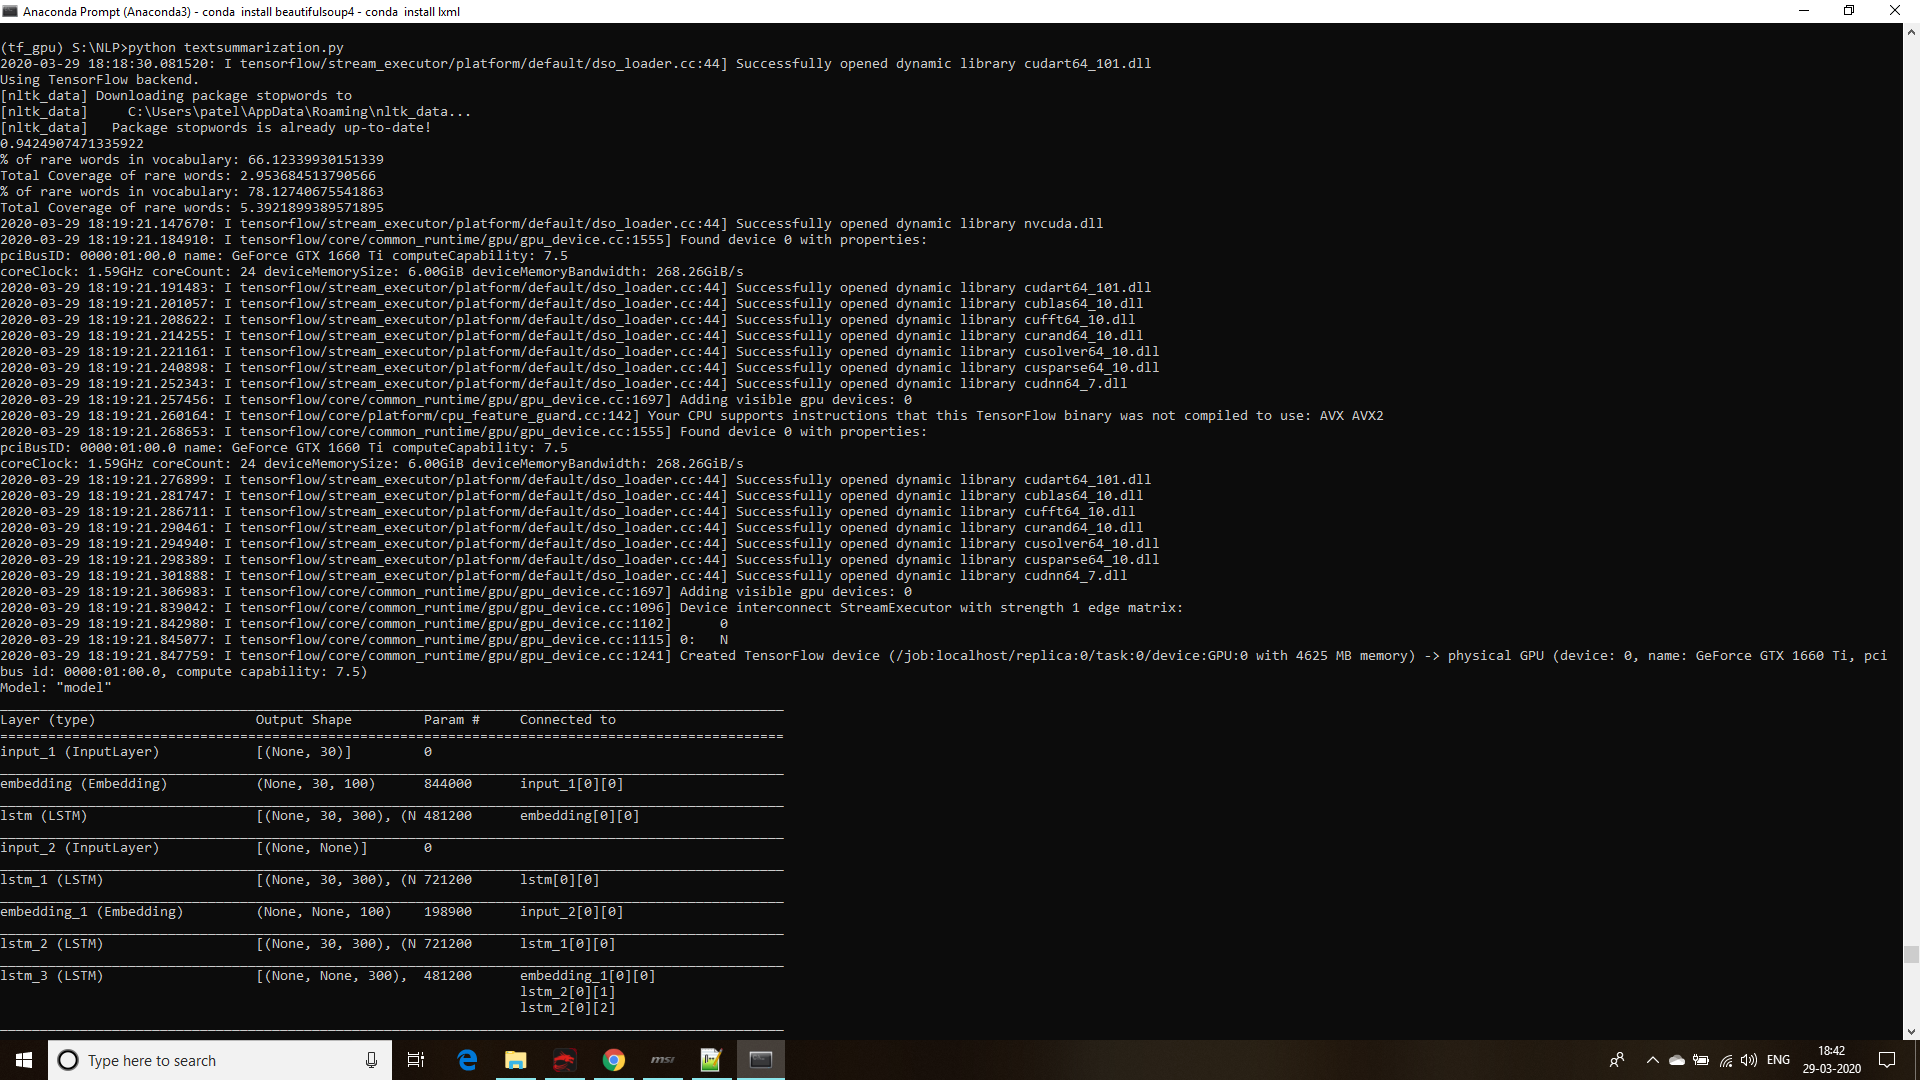 Anaconda Prompt (Anaconda3) - conda  install beautifulsoup4 - conda  install lxml
(tf_gpu) S:\NLP>python textsummarization.py
2020-03-29 18:18:30.081520: I tensorflow/stream_executor/platform/default/dso_loader.cc:44] Successfully opened dynamic library cudart64_101.dll
Using TensorFlow backend.
[nltk_data] Downloading package stopwords to
[nltk_data]     C:\Users\patel\AppData\Roaming\nltk_data...
[nltk_data]   Package stopwords is already up-to-date!
0.9424907471335922
% of rare words in vocabulary: 66.12339930151339
Total Coverage of rare words: 2.953684513790566
% of rare words in vocabulary: 78.12740675541863
Total Coverage of rare words: 5.3921899389571895
2020-03-29 18:19:21.147670: I tensorflow/stream_executor/platform/default/dso_loader.cc:44] Successfully opened dynamic library nvcuda.dll
2020-03-29 18:19:21.184910: I tensorflow/core/common_runtime/gpu/gpu_device.cc:1555] Found device 0 with properties:
pciBusID: 0000:01:00.0 name: GeForce GTX 1660 Ti computeCapability: 7.5
coreClock: 1.59GHz coreCount: 24 deviceMemorySize: 6.00GiB deviceMemoryBandwidth: 268.26GiB/s
2020-03-29 18:19:21.191483: I tensorflow/stream_executor/platform/default/dso_loader.cc:44] Successfully opened dynamic library cudart64_101.dll
2020-03-29 18:19:21.201057: I tensorflow/stream_executor/platform/default/dso_loader.cc:44] Successfully opened dynamic library cublas64_10.dll
2020-03-29 18:19:21.208622: I tensorflow/stream_executor/platform/default/dso_loader.cc:44] Successfully opened dynamic library cufft64_10.dll
2020-03-29 18:19:21.214255: I tensorflow/stream_executor/platform/default/dso_loader.cc:44] Successfully opened dynamic library curand64_10.dll
2020-03-29 18:19:21.221161: I tensorflow/stream_executor/platform/default/dso_loader.cc:44] Successfully opened dynamic library cusolver64_10.dll
2020-03-29 18:19:21.240898: I tensorflow/stream_executor/platform/default/dso_loader.cc:44] Successfully opened dynamic library cusparse64_10.dll
2020-03-29 18:19:21.252343: I tensorflow/stream_executor/platform/default/dso_loader.cc:44] Successfully opened dynamic library cudnn64_7.dll
2020-03-29 18:19:21.257456: I tensorflow/core/common_runtime/gpu/gpu_device.cc:1697] Adding visible gpu devices: 0
2020-03-29 18:19:21.260164: I tensorflow/core/platform/cpu_feature_guard.cc:142] Your CPU supports instructions that this TensorFlow binary was not compiled to use: AVX AVX2
2020-03-29 18:19:21.268653: I tensorflow/core/common_runtime/gpu/gpu_device.cc:1555] Found device 0 with properties:
pciBusID: 0000:01:00.0 name: GeForce GTX 1660 Ti computeCapability: 7.5
coreClock: 1.59GHz coreCount: 24 deviceMemorySize: 6.00GiB deviceMemoryBandwidth: 268.26GiB/s
2020-03-29 18:19:21.276899: I tensorflow/stream_executor/platform/default/dso_loader.cc:44] Successfully opened dynamic library cudart64_101.dll
2020-03-29 18:19:21.281747: I tensorflow/stream_executor/platform/default/dso_loader.cc:44] Successfully opened dynamic library cublas64_10.dll
2020-03-29 18:19:21.286711: I tensorflow/stream_executor/platform/default/dso_loader.cc:44] Successfully opened dynamic library cufft64_10.dll
2020-03-29 18:19:21.290461: I tensorflow/stream_executor/platform/default/dso_loader.cc:44] Successfully opened dynamic library curand64_10.dll
2020-03-29 18:19:21.294940: I tensorflow/stream_executor/platform/default/dso_loader.cc:44] Successfully opened dynamic library cusolver64_10.dll
2020-03-29 18:19:21.298389: I tensorflow/stream_executor/platform/default/dso_loader.cc:44] Successfully opened dynamic library cusparse64_10.dll
2020-03-29 18:19:21.301888: I tensorflow/stream_executor/platform/default/dso_loader.cc:44] Successfully opened dynamic library cudnn64_7.dll
2020-03-29 18:19:21.306983: I tensorflow/core/common_runtime/gpu/gpu_device.cc:1697] Adding visible gpu devices: 0
2020-03-29 18:19:21.839042: I tensorflow/core/common_runtime/gpu/gpu_device.cc:1096] Device interconnect StreamExecutor with strength 1 edge matrix:
2020-03-29 18:19:21.842980: I tensorflow/core/common_runtime/gpu/gpu_device.cc:1102]      0
2020-03-29 18:19:21.845077: I tensorflow/core/common_runtime/gpu/gpu_device.cc:1115] 0:   N
2020-03-29 18:19:21.847759: I tensorflow/core/common_runtime/gpu/gpu_device.cc:1241] Created TensorFlow device (/job:localhost/replica:0/task:0/device:GPU:0 with 4625 MB memory) -> physical GPU (device: 0, name: GeForce GTX 1660 Ti, pci
bus id: 0000:01:00.0, compute capability: 7.5)
Model: "model"
Layer (type)                    Output Shape         Param #     Connected to
input_1 (InputLayer)            [(None, 30)]         0
embedding (Embedding)           (None, 30, 100)      844000      input_1[0][0]
lstm (LSTM)                     [(None, 30, 300), (N 481200      embedding[0][0]
input_2 (InputLayer)            [(None, None)]       0
lstm_1 (LSTM)                   [(None, 30, 300), (N 721200      lstm[0][0]
embedding_1 (Embedding)         (None, None, 100)    198900      input_2[0][0]
lstm_2 (LSTM)                   [(None, 30, 300), (N 721200      lstm_1[0][0]
lstm_3 (LSTM)                   [(None, None, 300),  481200      embedding_1[0][0]
lstm_2[0][1]
lstm_2[0][2]
Type here to search
msi
ENG
18:42
29-03-2020